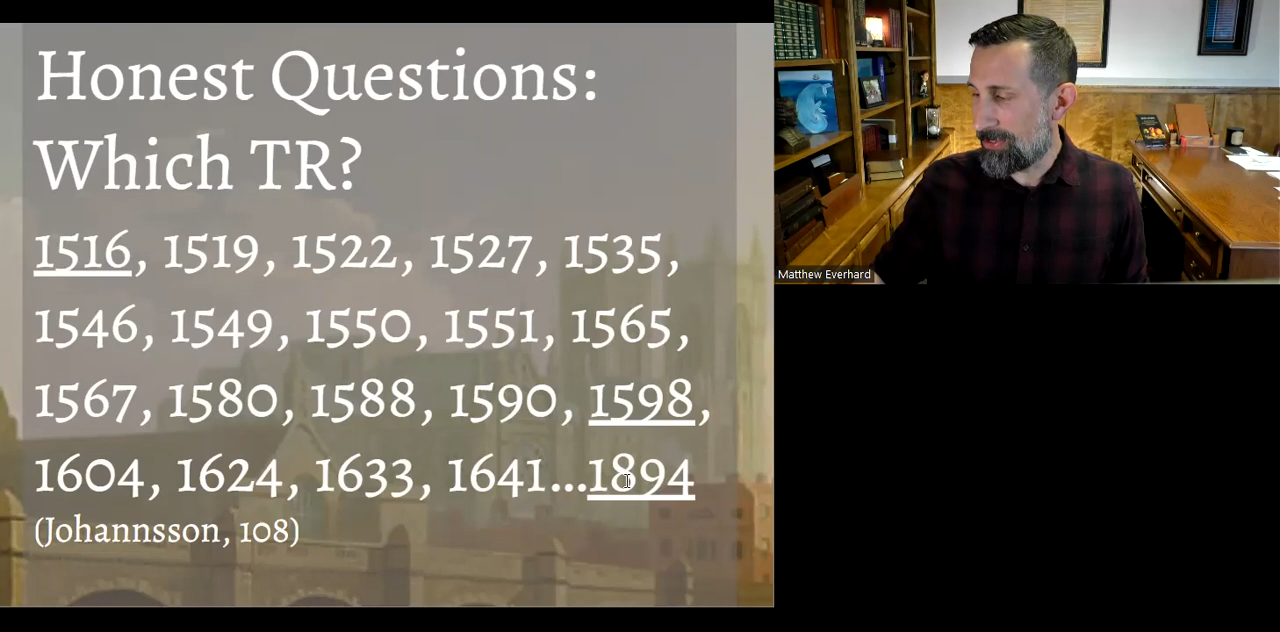 Honest Questions:
Which TR?
1516, 1519, 1522, 1527, 1535,
1546, 1549, 1550, 1551, 1565,
1567, 1580, 1588, 1590, 1598,
1604, 1624, 1633, 1641...1894
(Johannsson, 108)
Matthew Everhard